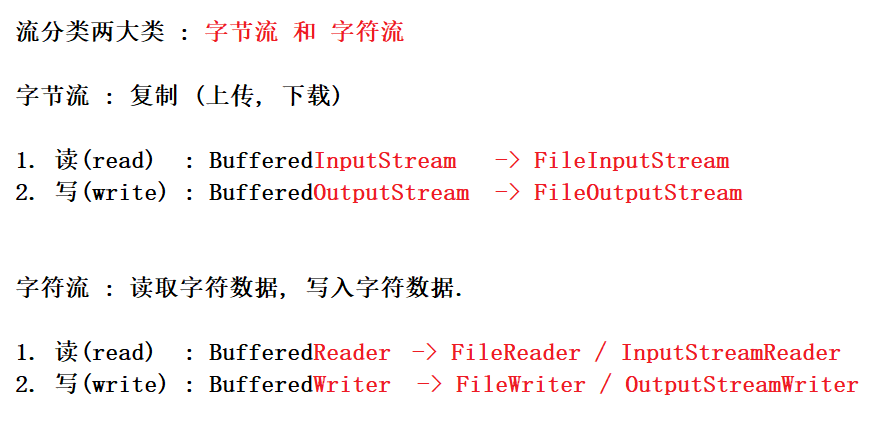 流分类两大类 : 字节流 和 字符流
字节流 : 复制 (上传, 下载)
1. 读(read) : BufferedInputStream -> FileInputStream
2. 写(write) : BufferedOutputStream -> FileOutputStream
字符流 : 读取字符数据, 写入字符数据.
1. 读(read) : BufferedReader -> FileReader / InputStreamReader
2. 写(write) : BufferedWriter -> FileWriter / OutputStreamWriter